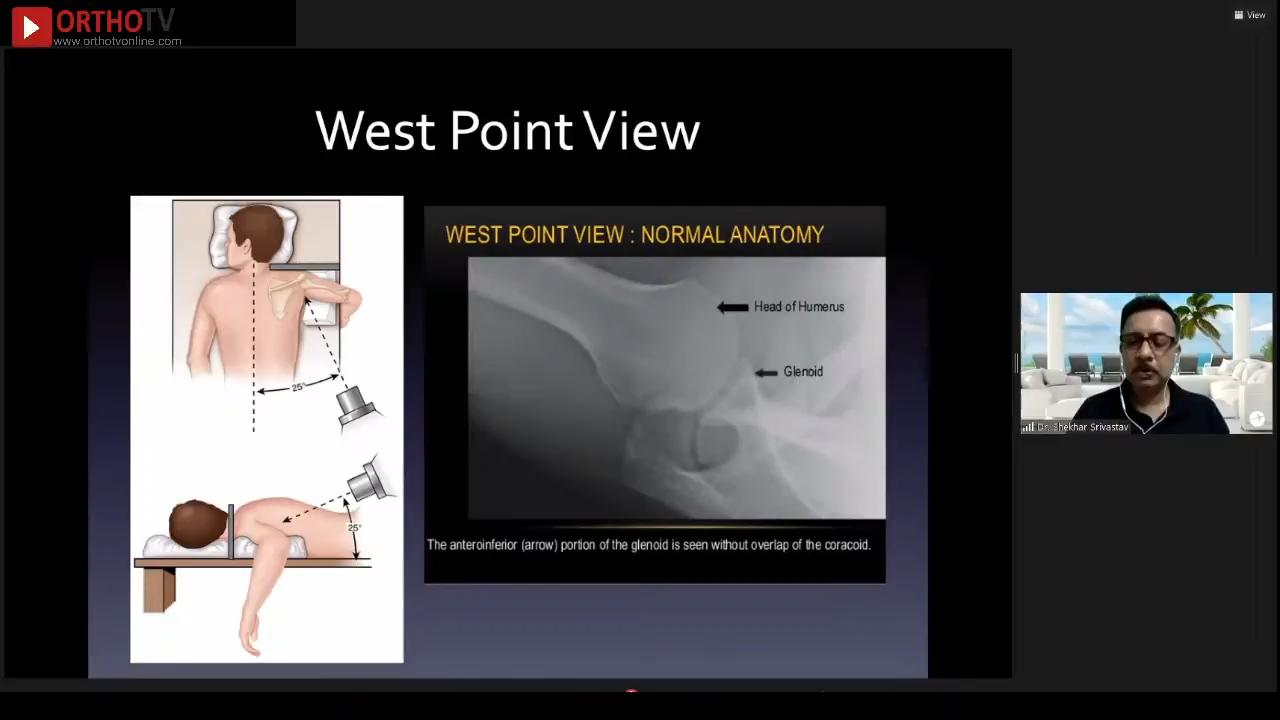 ORTHOTV
www.orthotvonline.com
View
West Point View
25°
25°
WEST POINT VIEW : NORMAL ANATOMY
Head of Humerus
Glenoid
The anteroinferior (arrow) portion of the glenoid is seen without overlap of the coracoid.
Dr. Shekhar Srivastav